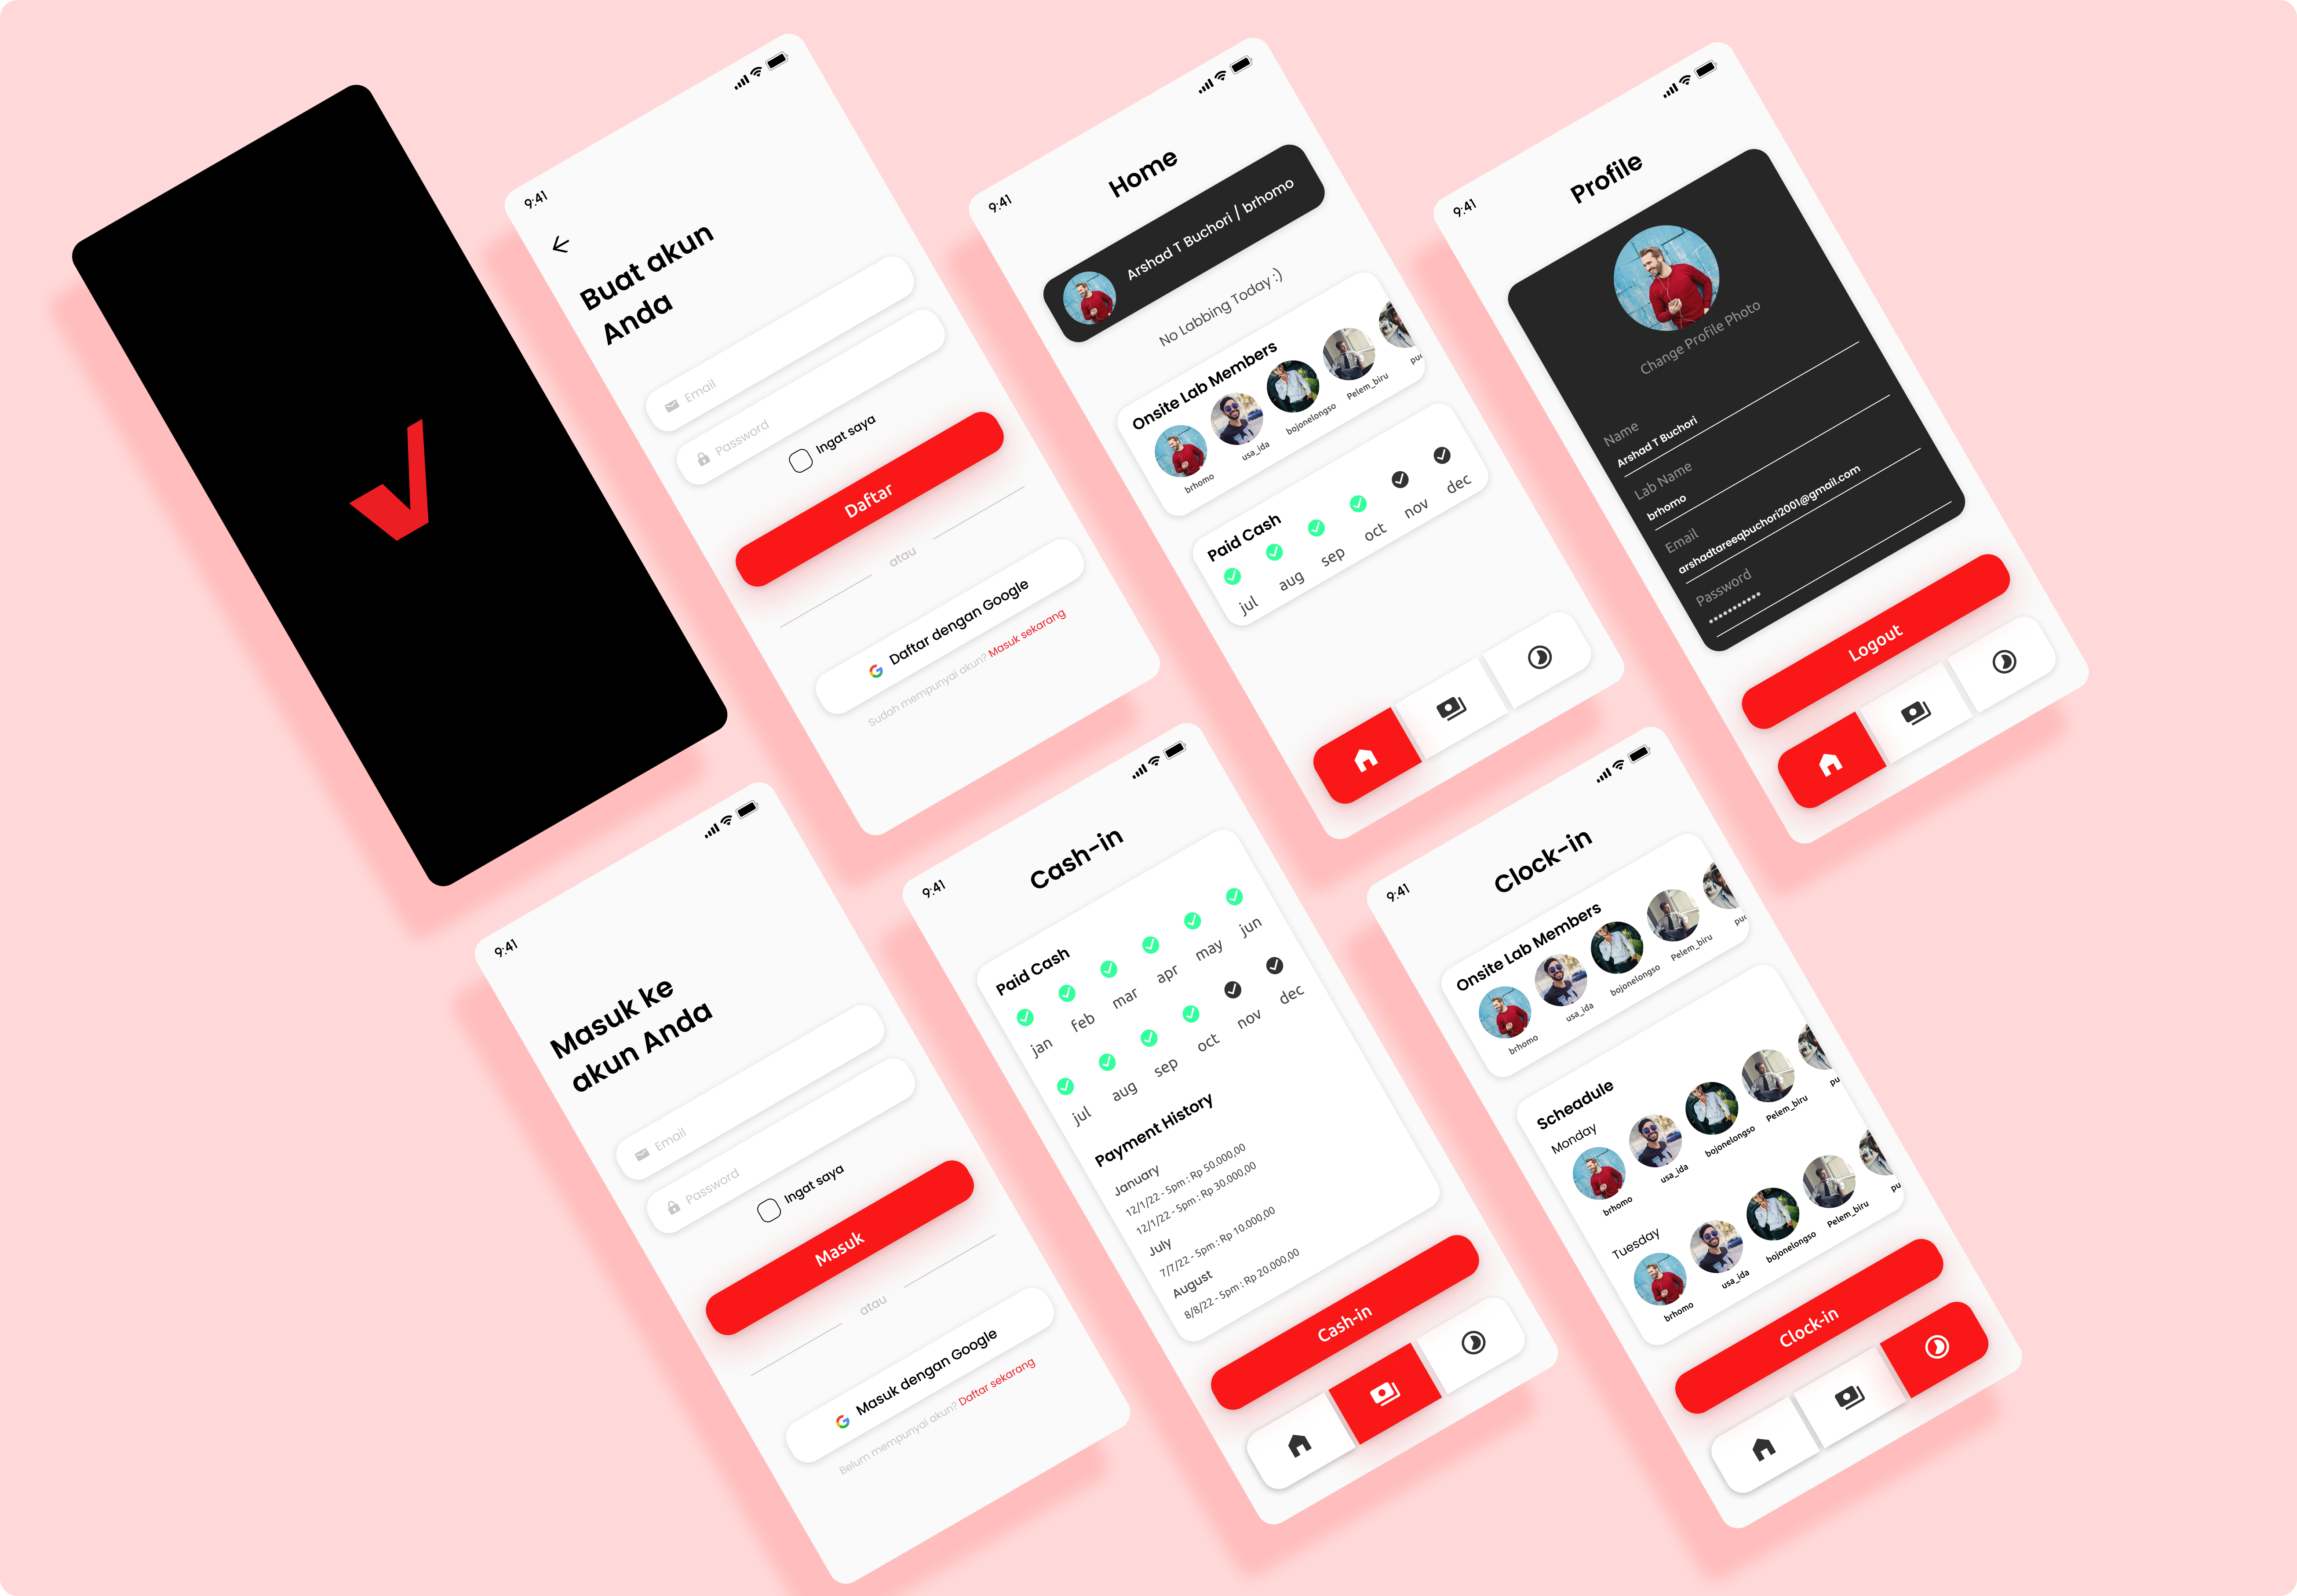 9:41
Buat akun
Anda
Email
Password
Ingat saya
Daftar
atau
Daftar dengan Google
Sudah mempunyai akun? Masuk sekarang
9:41
Home
Arshad T Buchori / brhomo
No Labbing Today :)
Onsite Lab Members
brhomo
usa_ida
bojonelongso
Pelem_biru
Paid Cash
jul
aug
sep
oct
nov
dec
9:41
Profile
Change Profile Photo
Name
Arshad T Buchori
Lab Name
brhomo
Email
arshadtareeqbuchori2001@gmail.com
Password
Logout
9:41
Masuk ke
akun Anda
Email
Password
Ingat saya
Masuk
atau
Masuk dengan Google
Belum mempunyai akun? Daftar sekarang
9:41
Cash-in
Paid Cash
jan
feb
mar
apr
may
jun
jul
aug
sep
oct
nov
dec
Payment History
January
12/1/22 - 5pm : Rp 50.000,00
12/1/22 - 5pm : Rp 30.000,00
July
7/7/22 - 5pm : Rp 10.000,00
August
8/8/22 - 5pm : Rp 20.000,00
Cash-in
9:41
Clock-in
Onsite Lab Members
brhomo
usa_ida
bojonelongso
Pelem_biru
Scheadule
Monday
brhomo
usa_ida
bojonelongso
Pelem_biru
pu
Tuesday
brhomo
usa_ida
bojonelongso
Pelem_biru
pu
Clock-in